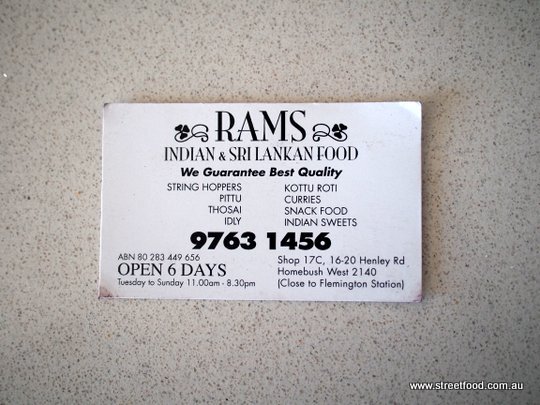 RAMS
INDIAN & SRI LANKAN FOOD
We Guarantee Best Quality
STRING HOPPERS
PITTU
THOSAI
IDLY
KOTTU ROTI
CURRIES
SNACK FOOD
INDIAN SWEETS
9763 1456
ABN 80 283 449 656
OPEN 6 DAYS
Tuesday to Sunday 11.00am - 8.30pm
Shop 17C, 16-20 Henley Rd
Homebush West 2140
(Close to Flemington Station)
www.streetfood.com.au